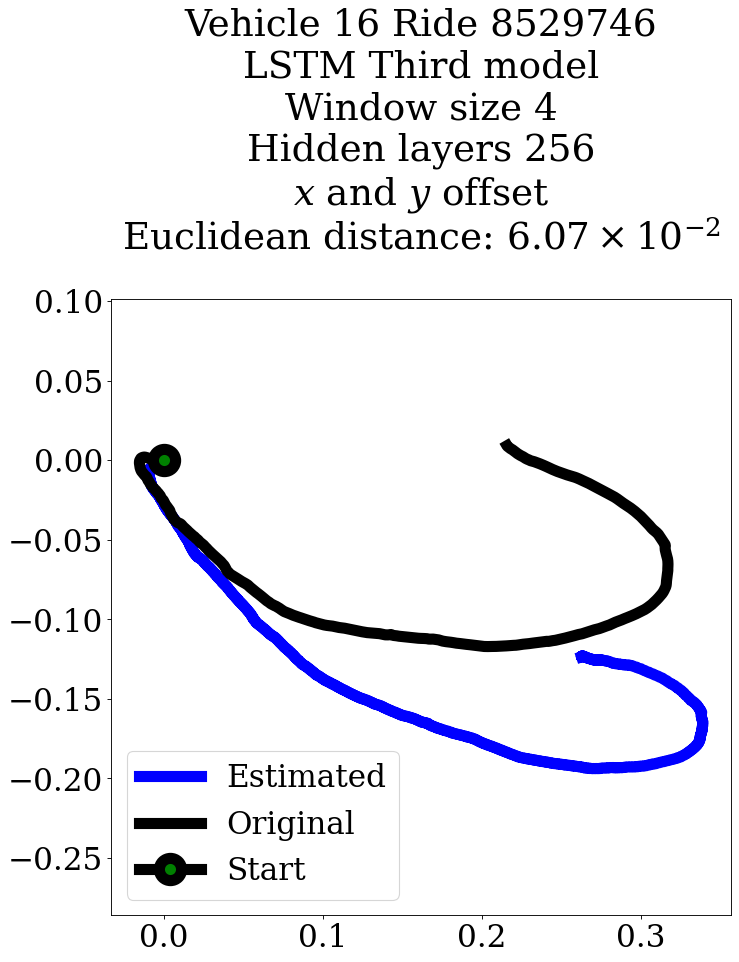 Vehicle 16 Ride 8529746
LSTM Third model
Window size 4
Hidden layers 256
x and y offset
Euclidean distance: 6.07 × 10⁻²
0.10
0.05
0.00
−0.05
−0.10
−0.15
−0.20
−0.25
Estimated
Original
Start
0.0 0.1 0.2 0.3